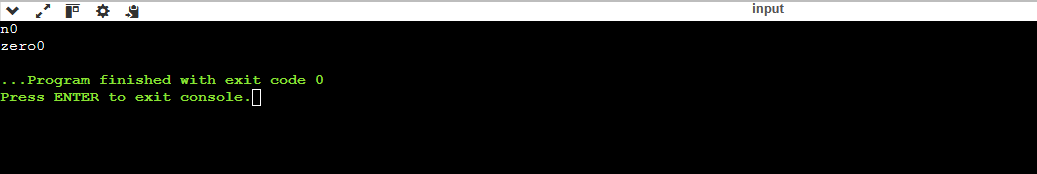 input
n0
zero0
...Program finished with exit code 0
Press ENTER to exit console.